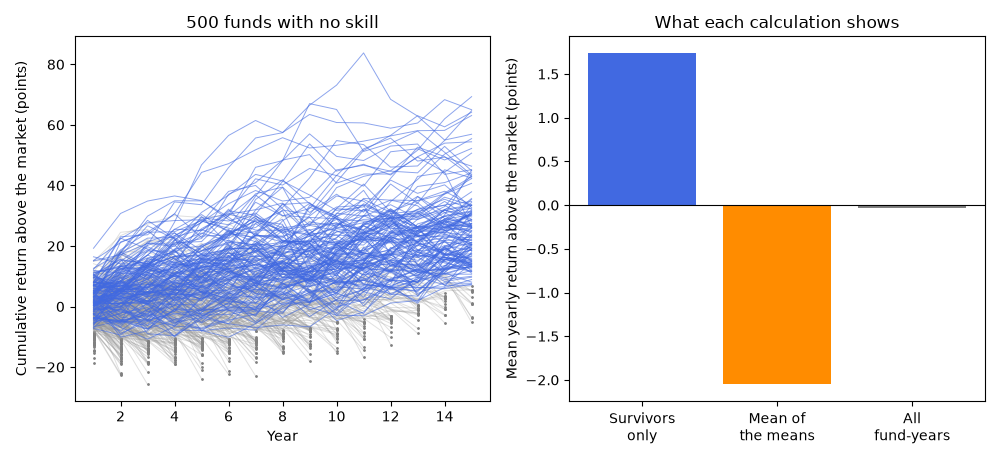 500 funds with no skill
Cumulative return above the market (points)
80
60
40
20
0
−20
2
4
6
8
10
12
14
Year
What each calculation shows
Mean yearly return above the market (points)
1.5
1.0
0.5
0.0
−0.5
−1.0
−1.5
−2.0
Survivors
only
Mean of
the means
All
fund-years